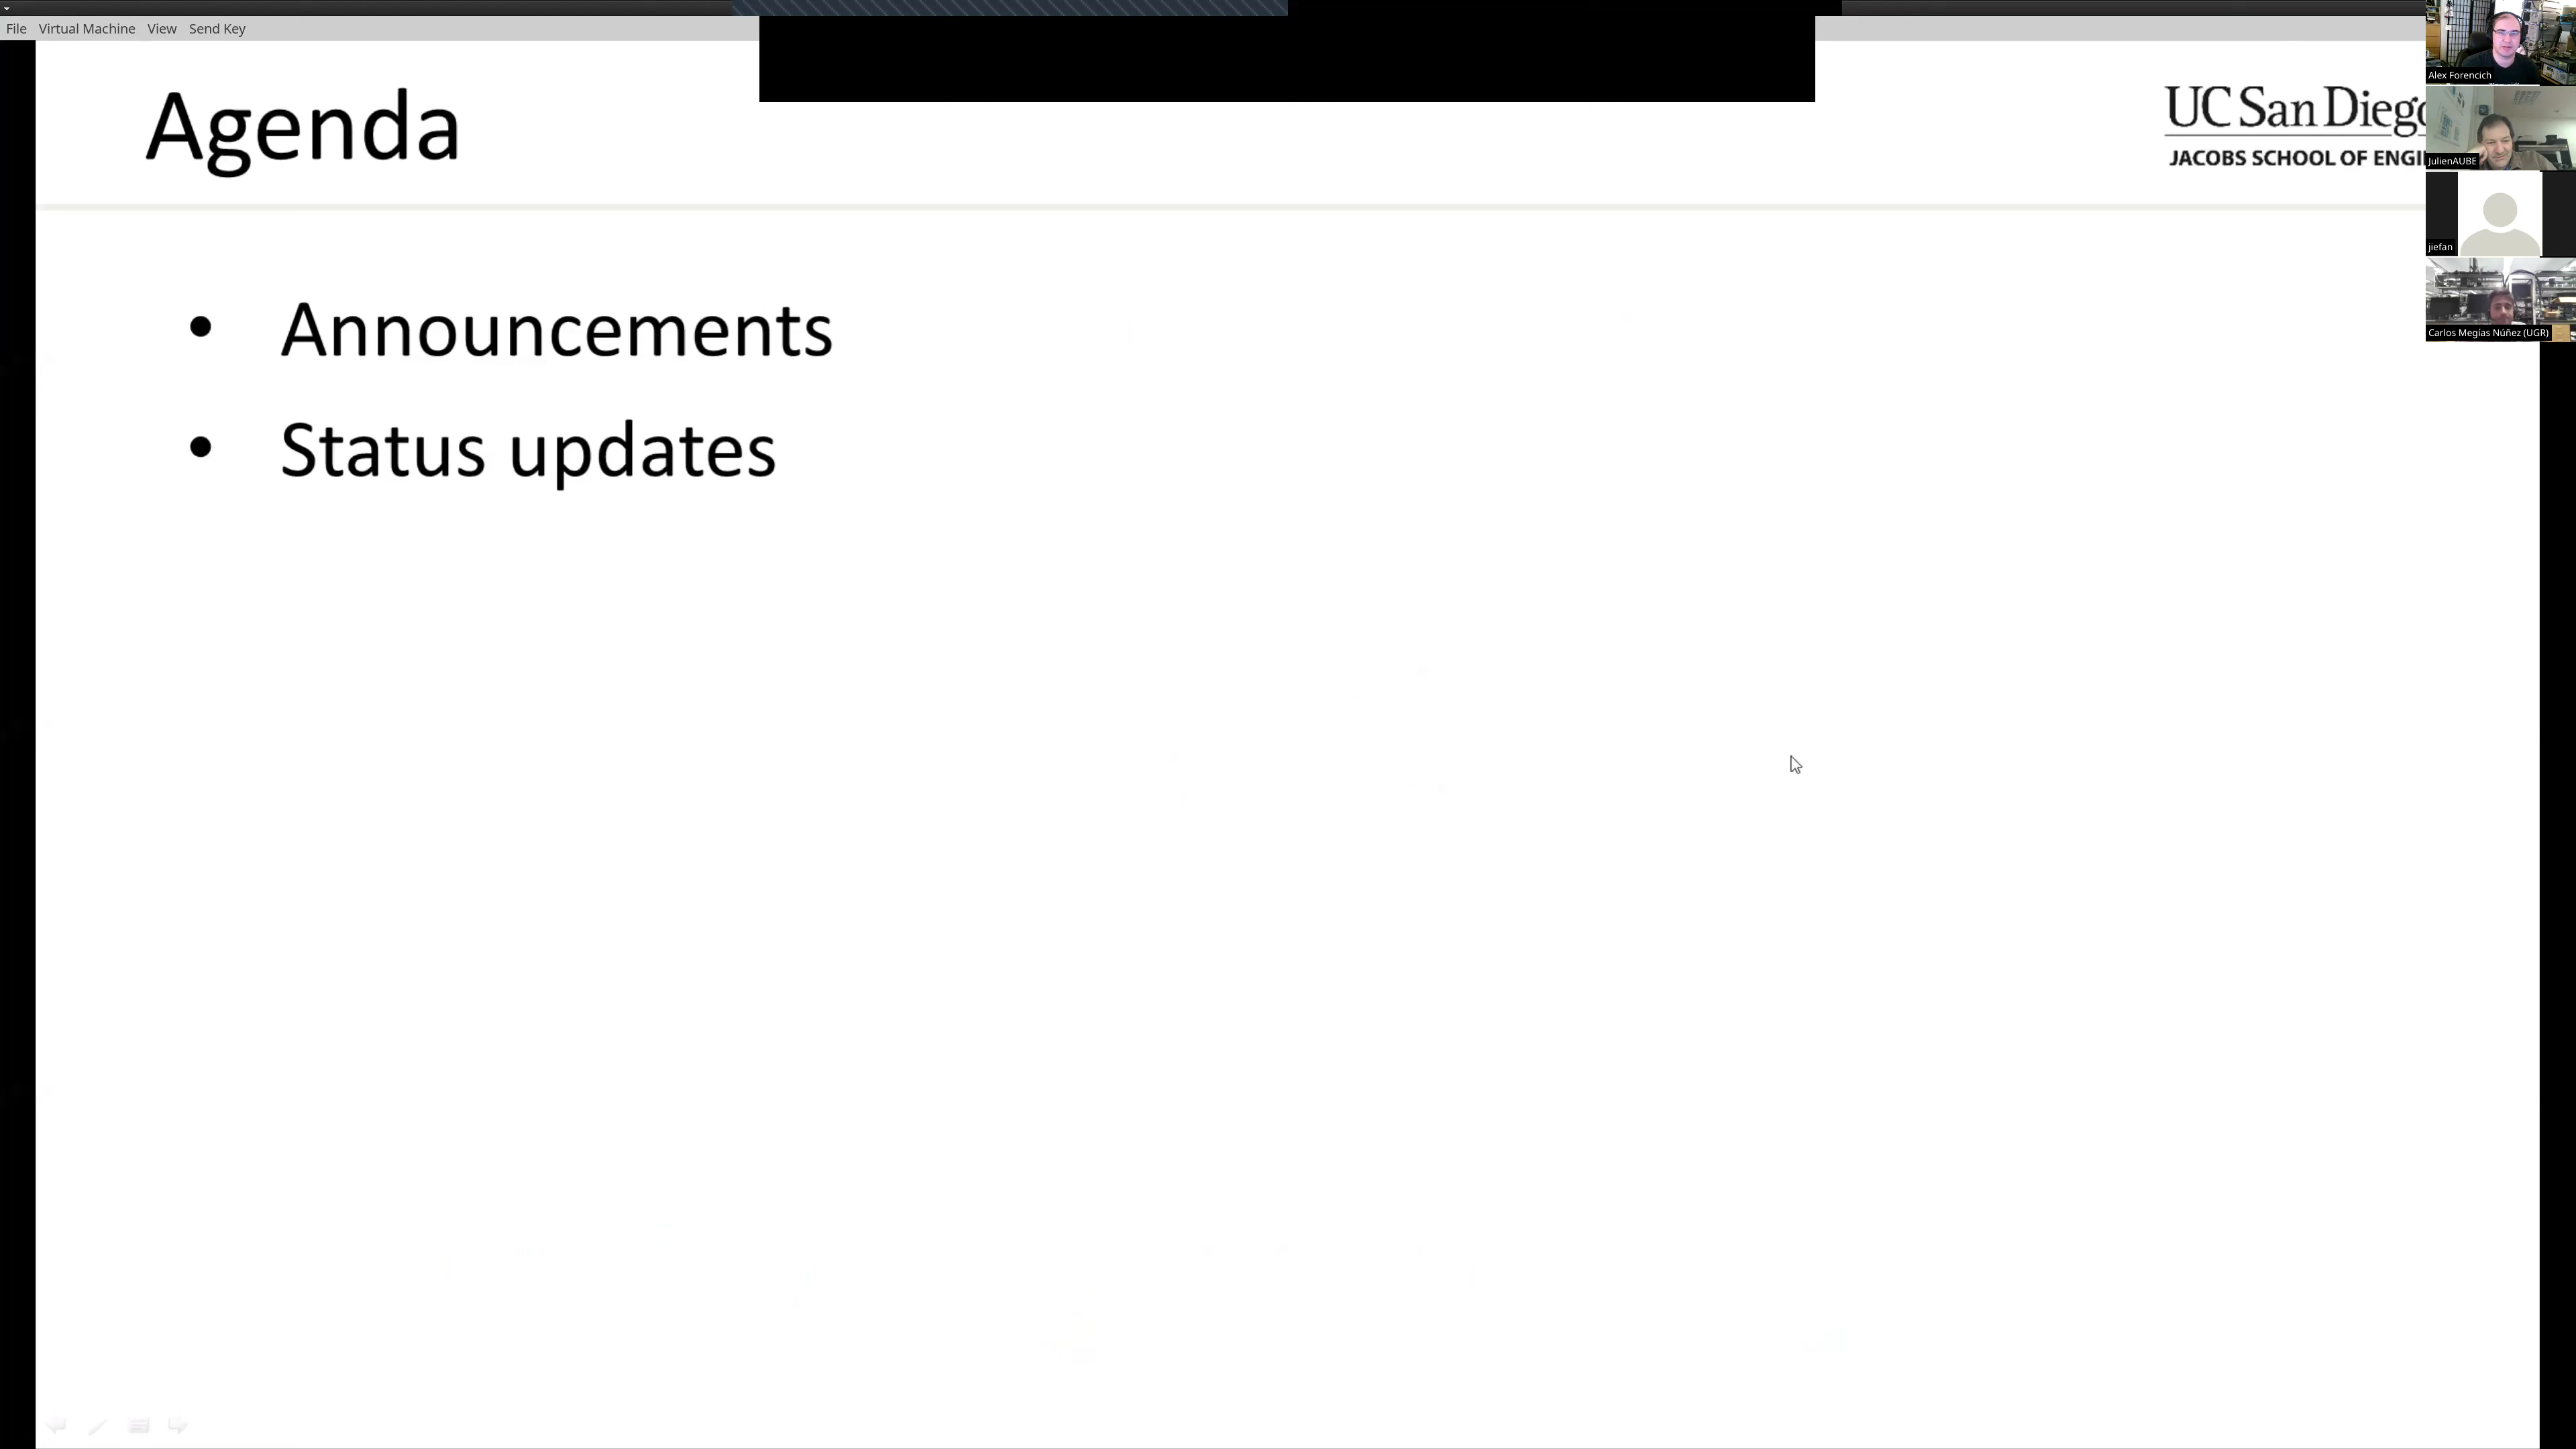 File Virtual Machine View Send Key
Agenda
UC San Dieg
JACOBS SCHOOL OF ENGI
• Announcements
• Status updates
Alex Forencich
JulienAUBE
jiefan
Carlos Megías Núñez (UGR)